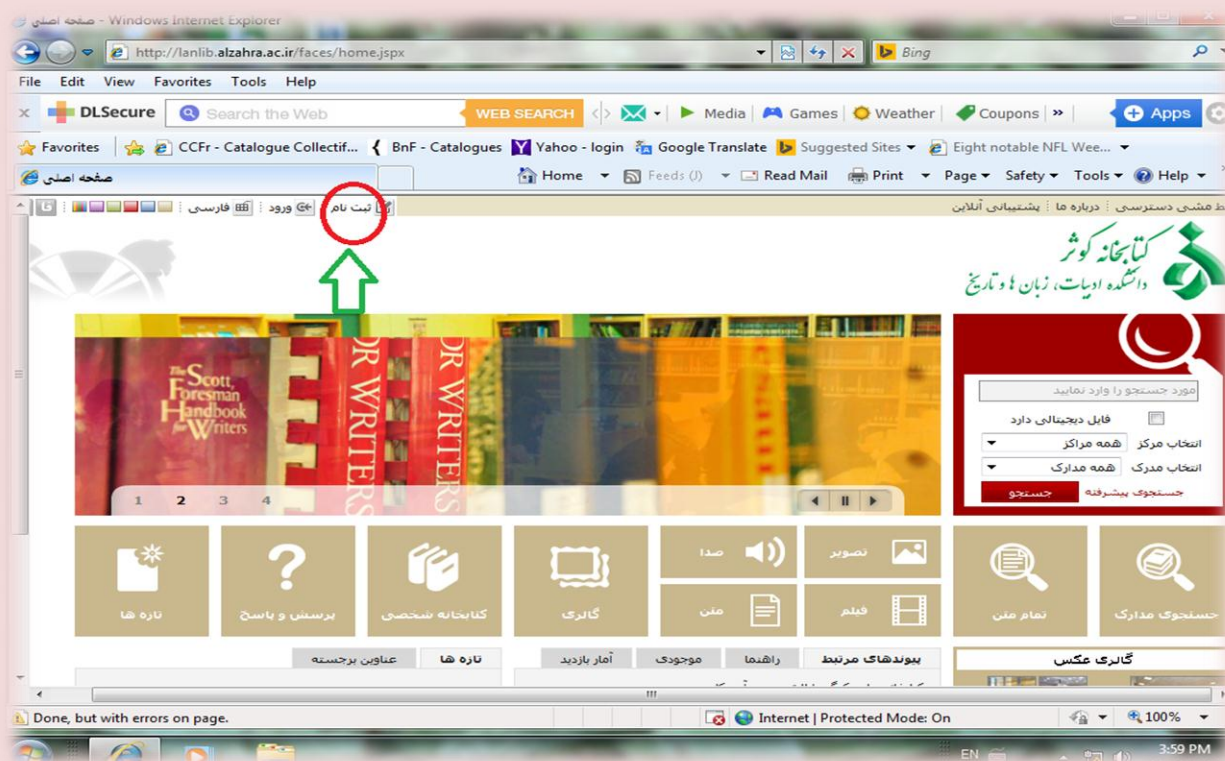 صفحه اصلی - Windows Internet Explorer
http://lanlib.alzahra.ac.ir/faces/home.jspx
Bing
File Edit View Favorites Tools Help
DLSecure Search the Web WEB SEARCH Media Games Weather Coupons » Apps
Favorites CCFr - Catalogue Collectif... BnF - Catalogues Yahoo - login Google Translate Suggested Sites Eight notable NFL Wee...
صفحه اصلی
Home Feeds (J) Read Mail Print Page Safety Tools Help
مشی دسترسی درباره ما پشتیبانی آنلاین
ثبت نام ورود فارسی
کتابخانه کوثر
دانشکده ادبیات، زبان ها و تاریخ
The Scott,
Foresman
Handbook
for Writers
OR WRITERS
OR WRITERS
1 2 3 4
مورد جستجو را وارد نمایید
فایل دیجیتالی دارد
انتخاب مرکز همه مراکز
انتخاب مدرک همه مدارک
جستجوی پیشرفته جستجو
جستجوی مدارک
تمام متن
تصویر
صدا
فیلم
متن
گالری
کتابخانه شخصی
پرسش و پاسخ
تازه ها
گالری عکس
پیوندهای مرتبط راهنما موجودی آمار بازدید
تازه ها عناوین برجسته
Done, but with errors on page.
Internet | Protected Mode: On
100%
EN
3:59 PM